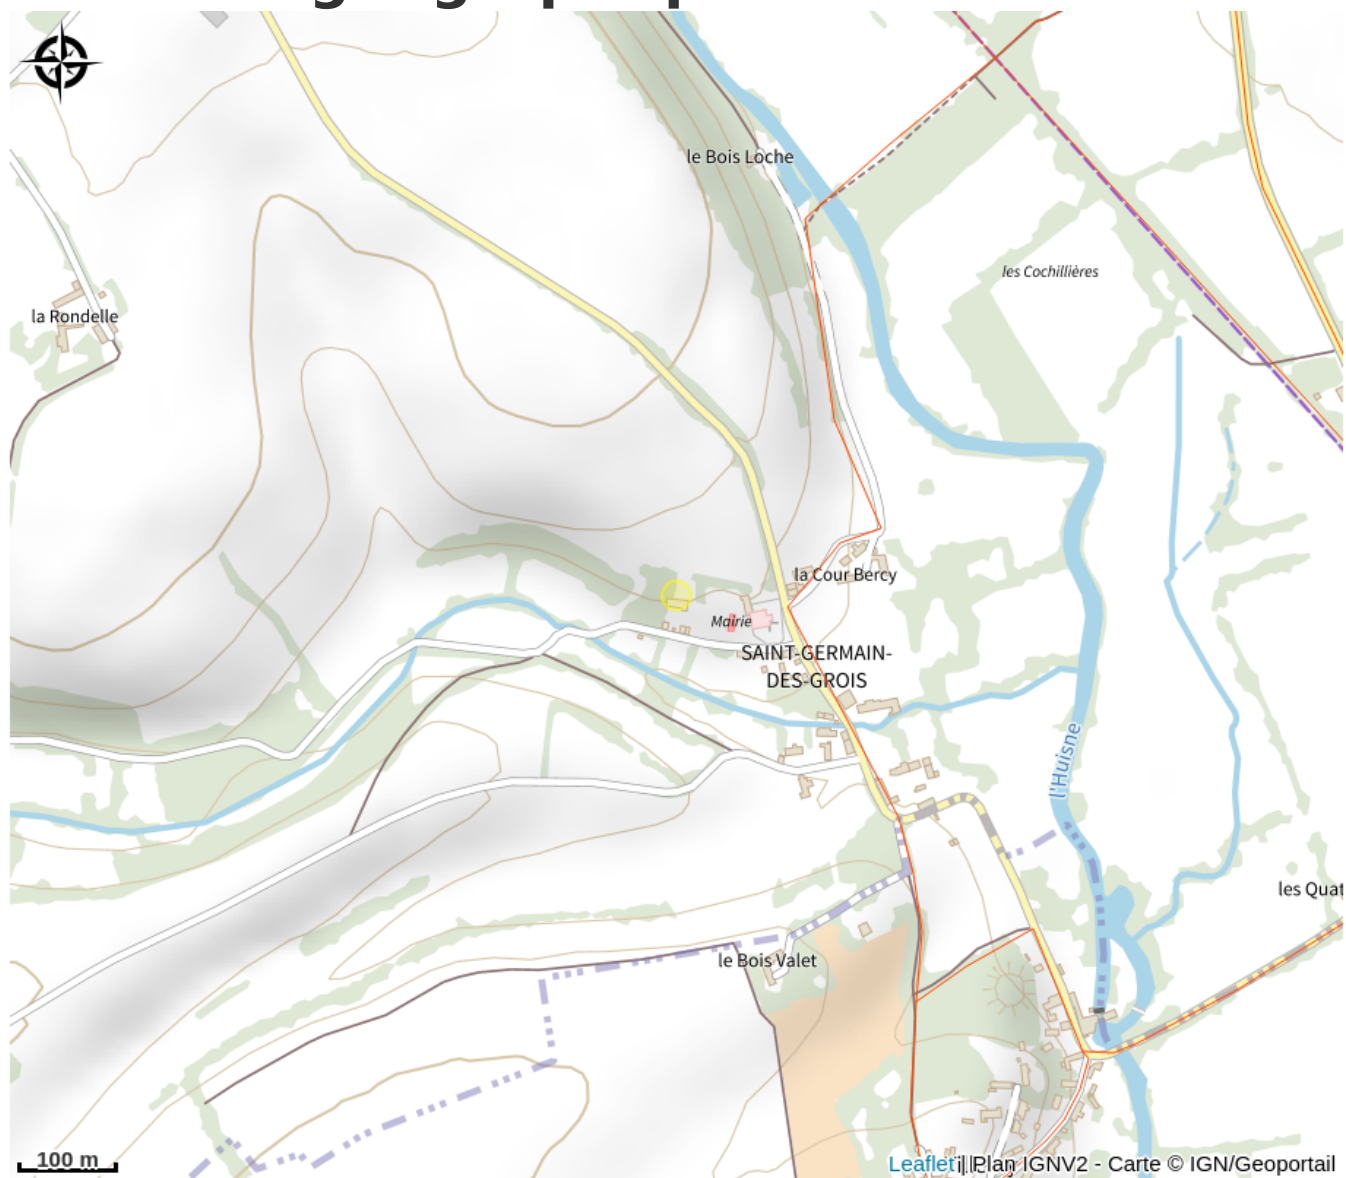 le Bois Loche
les Cochillières
la Rondelle
la Cour Bercy
Mairie
SAINT-GERMAIN-
DES-GROIS
l'Huisne
les Quat
le Bois Valet
100 m
Leaflet | Plan IGNV2 - Carte © IGN/Geoportail